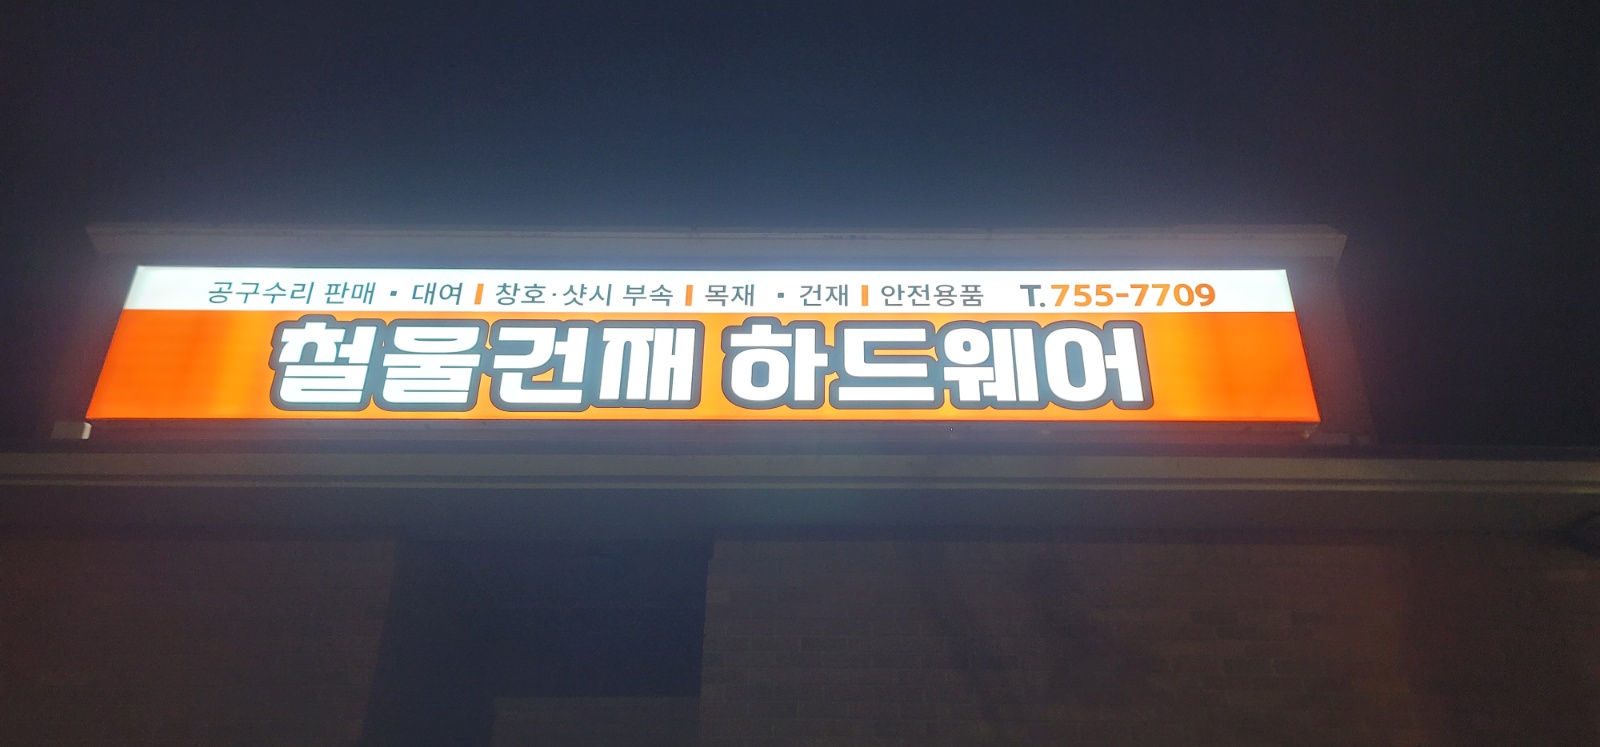 공구수리 판매 · 대여 | 창호·샷시 부속 | 목재 · 건재 | 안전용품 T.755-7709
철물건재 하드웨어